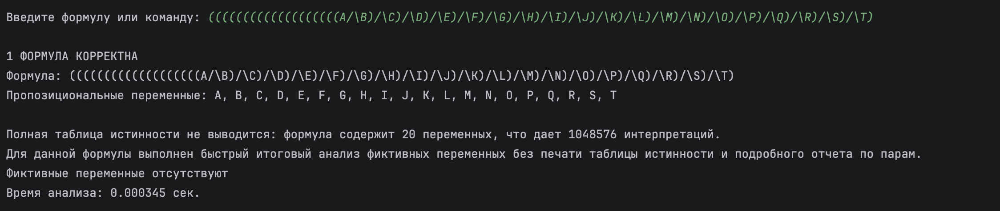 Введите формулу или команду: (((((((((((((((((((A/\B)/\C)/\D)/\E)/\F)/\G)/\H)/\I)/\J)/\K)/\L)/\M)/\N)/\O)/\P)/\Q)/\R)/\S)/\T)
1 ФОРМУЛА КОРРЕКТНА
Формула: (((((((((((((((((((A/\B)/\C)/\D)/\E)/\F)/\G)/\H)/\I)/\J)/\K)/\L)/\M)/\N)/\O)/\P)/\Q)/\R)/\S)/\T)
Пропозициональные переменные: A, B, C, D, E, F, G, H, I, J, K, L, M, N, O, P, Q, R, S, T
Полная таблица истинности не выводится: формула содержит 20 переменных, что дает 1048576 интерпретаций.
Для данной формулы выполнен быстрый итоговый анализ фиктивных переменных без печати таблицы истинности и подробного отчета по парам.
Фиктивные переменные отсутствуют
Время анализа: 0.000345 сек.